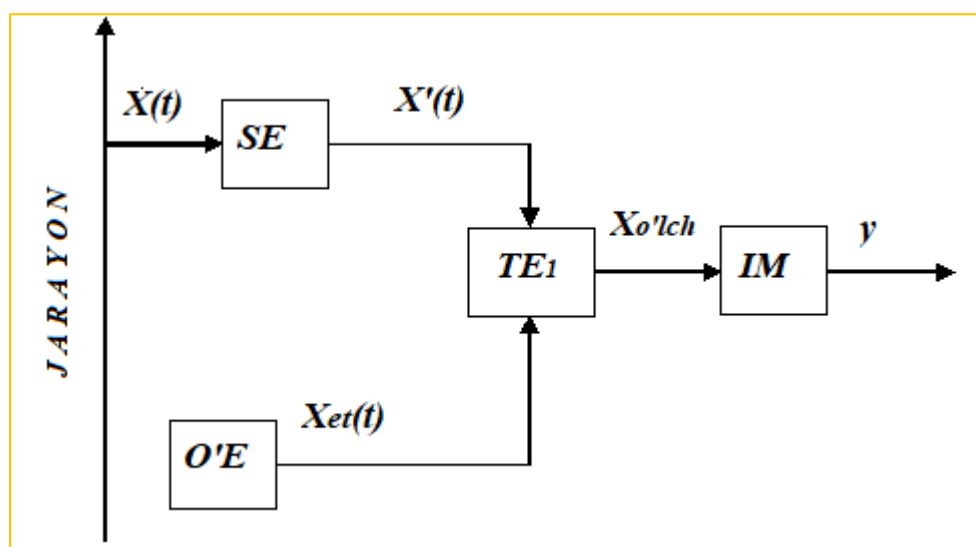 X(t)
SE
X'(t)
JARAYON
TE1
Xo'lch
IM
y
O'E
Xet(t)